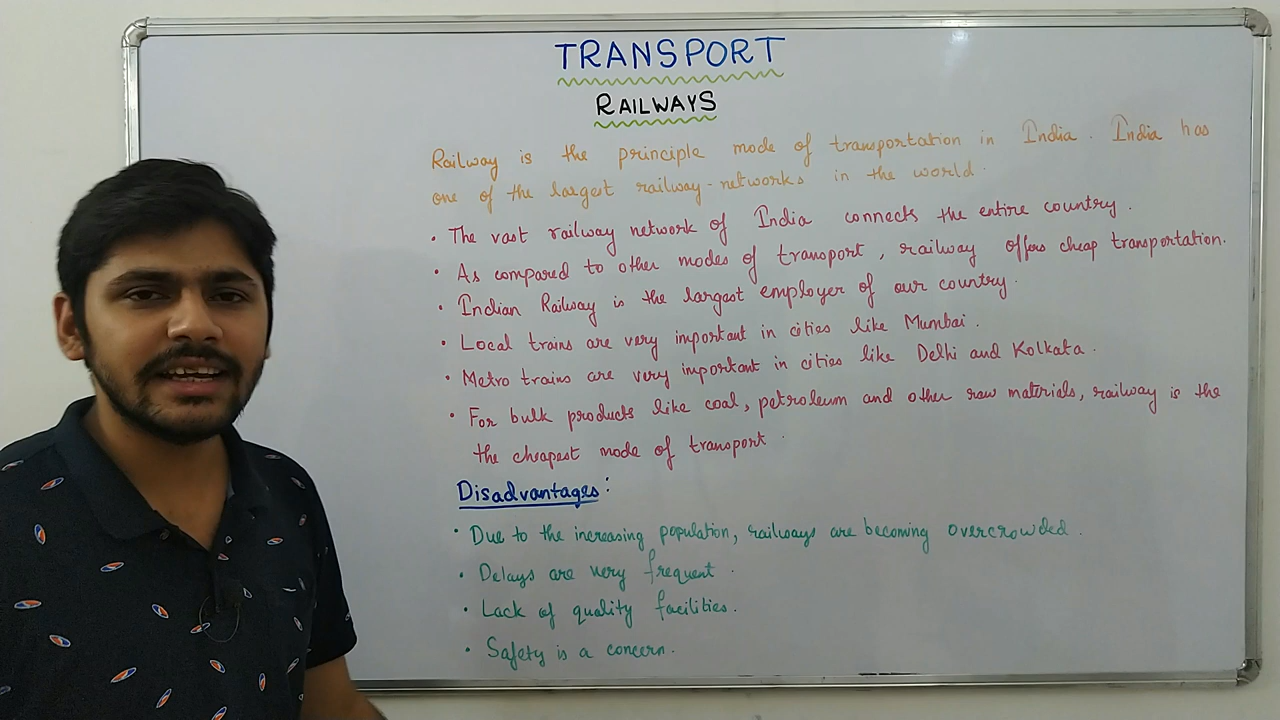 TRANSPORT
RAILWAYS
Railway is the principle mode of transportation in India. India has
one of the largest railway-networks in the world.
• The vast railway network of India connects the entire country.
• As compared to other modes of transport, railway offers cheap transportation.
• Indian Railway is the largest employer of our country.
• Local trains are very important in cities like Mumbai.
• Metro trains are very important in cities like Delhi and Kolkata.
• For bulk products like coal, petroleum and other raw materials, railway is the
the cheapest mode of transport.
Disadvantages:
• Due to the increasing population, railways are becoming overcrowded.
• Delays are very frequent.
• Lack of quality facilities.
• Safety is a concern.